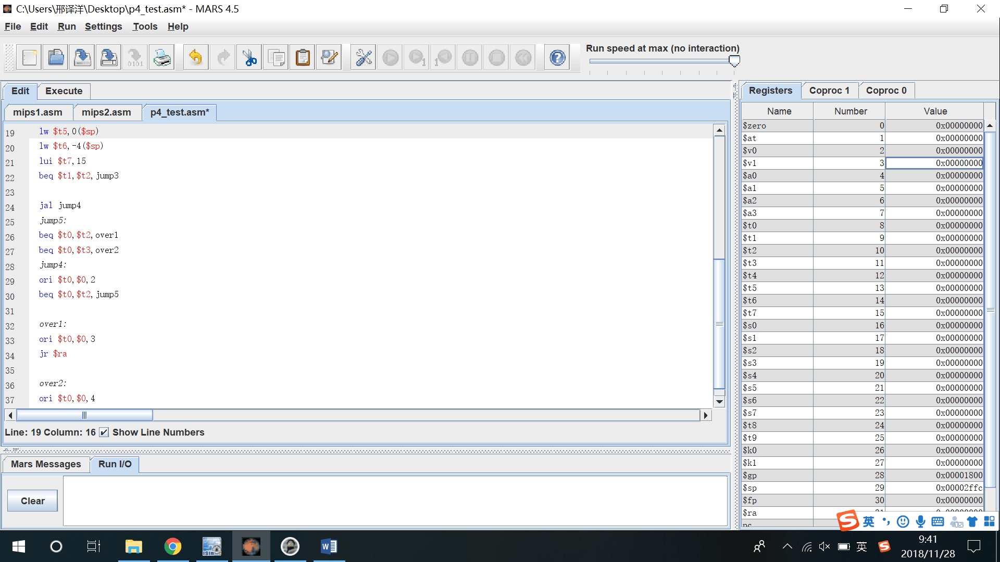 C:\Users\邢译洋\Desktop\p4_test.asm* - MARS 4.5
File Edit Run Settings Tools Help
Run speed at max (no interaction)
Edit Execute
mips1.asm mips2.asm p4_test.asm*
19 lw $t5,0($sp)
20 lw $t6,-4($sp)
21 lui $t7,15
22 beq $t1,$t2,jump3
23
24 jal jump4
25 jump5:
26 beq $t0,$t2,over1
27 beq $t0,$t3,over2
28 jump4:
29 ori $t0,$0,2
30 beq $t0,$t2,jump5
31
32 over1:
33 ori $t0,$0,3
34 jr $ra
35
36 over2:
37 ori $t0,$0,4
Line: 19 Column: 16 Show Line Numbers
Mars Messages Run I/O
Clear
Registers Coproc 1 Coproc 0
Name Number Value
$zero 0 0x00000000
$at 1 0x00000000
$v0 2 0x00000000
$v1 3 0x00000000
$a0 4 0x00000000
$a1 5 0x00000000
$a2 6 0x00000000
$a3 7 0x00000000
$t0 8 0x00000000
$t1 9 0x00000000
$t2 10 0x00000000
$t3 11 0x00000000
$t4 12 0x00000000
$t5 13 0x00000000
$t6 14 0x00000000
$t7 15 0x00000000
$s0 16 0x00000000
$s1 17 0x00000000
$s2 18 0x00000000
$s3 19 0x00000000
$s4 20 0x00000000
$s5 21 0x00000000
$s6 22 0x00000000
$s7 23 0x00000000
$t8 24 0x00000000
$t9 25 0x00000000
$k0 26 0x00000000
$k1 27 0x00000000
$gp 28 0x00001800
$sp 29 0x00002ffc
$fp 30 0x00000000
$ra
英
英
9:41
2018/11/28